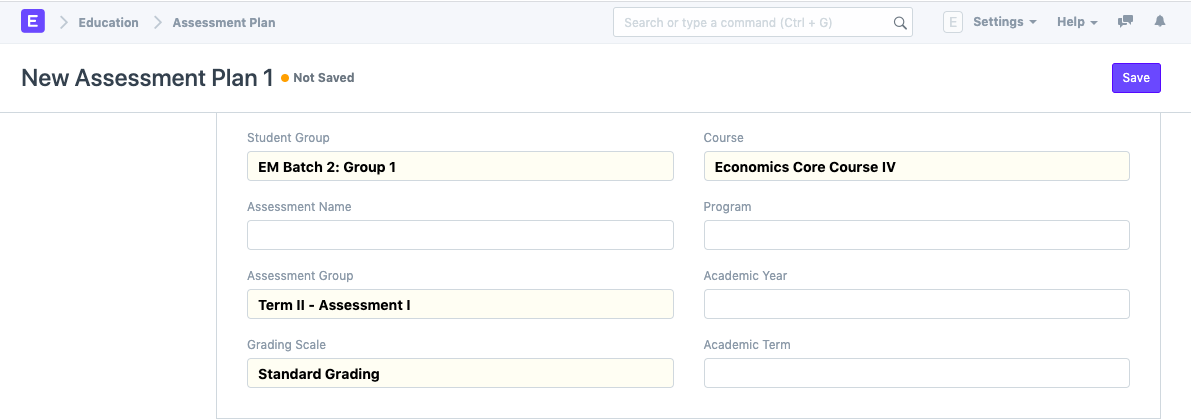 E Education Assessment Plan Search or type a command (Ctrl + G) E Settings Help
New Assessment Plan 1 Not Saved Save
Student Group Course
EM Batch 2: Group 1 Economics Core Course IV
Assessment Name Program
Assessment Group Academic Year
Term II - Assessment I
Grading Scale Academic Term
Standard Grading